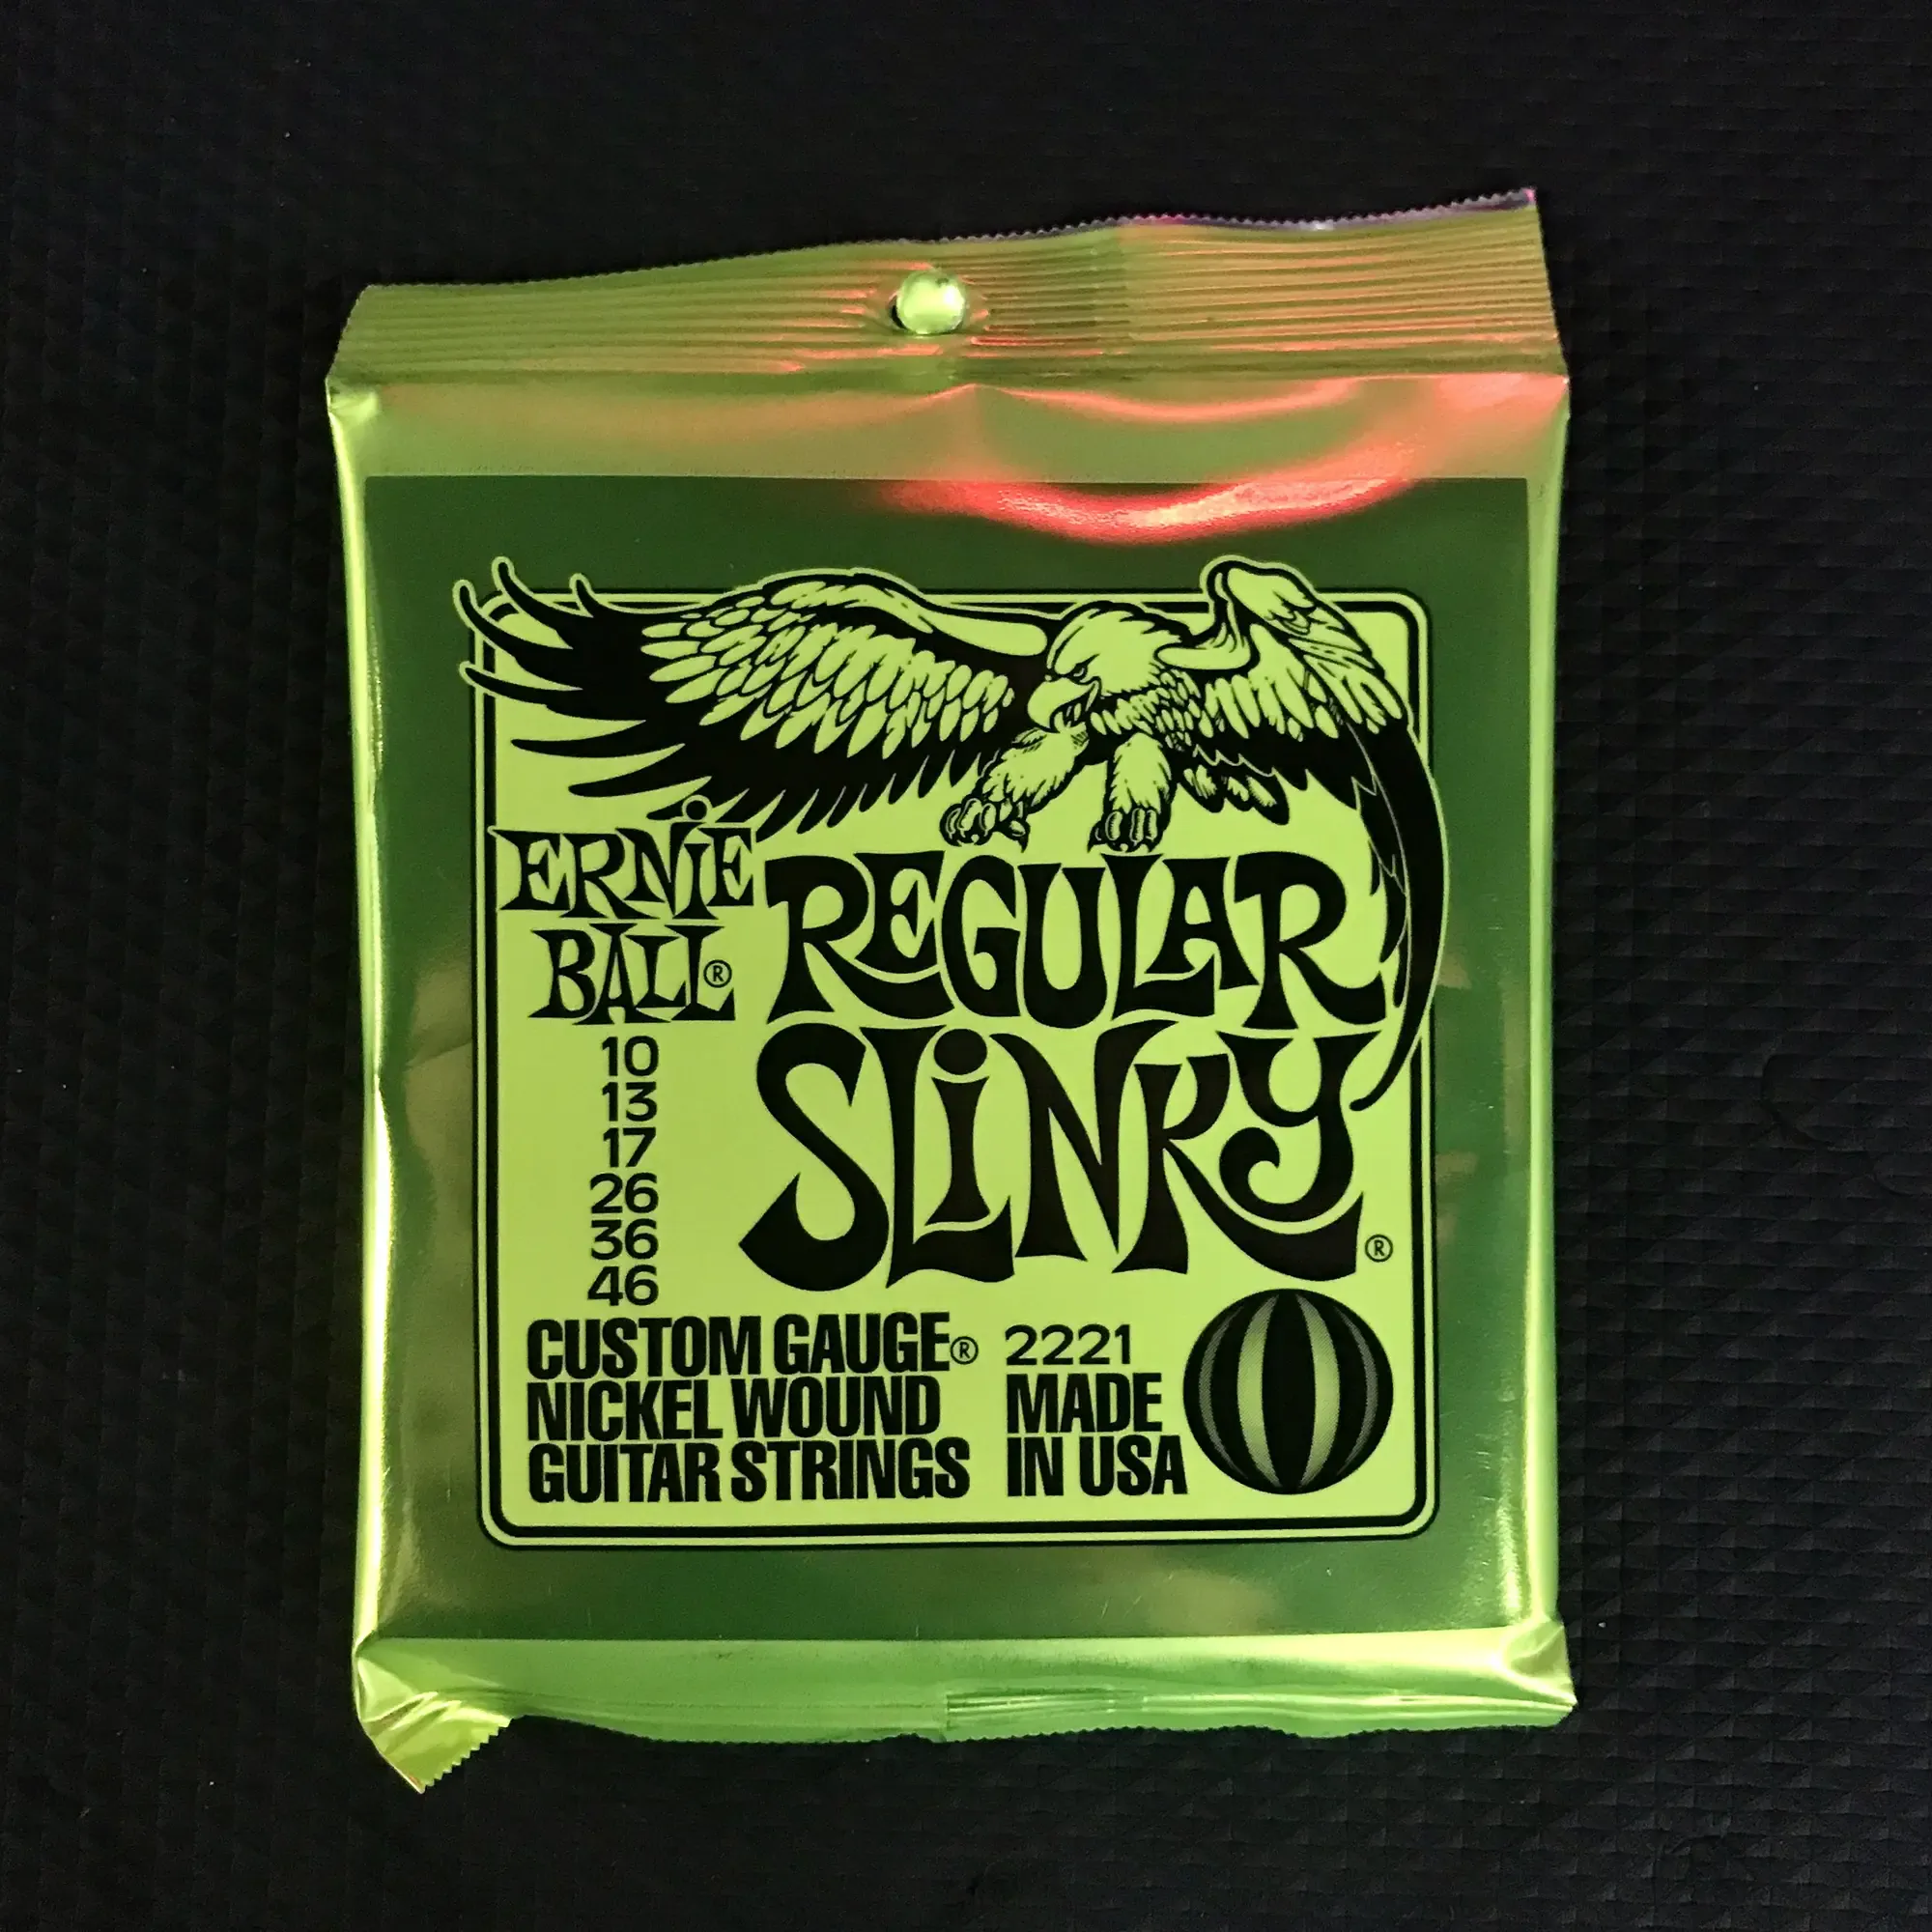 ERNiE
BALL®
REGULAR
SLiNKY®
10
13
17
26
36
46
CUSTOM GAUGE®
NICKEL WOUND
GUITAR STRINGS
2221
MADE
IN USA